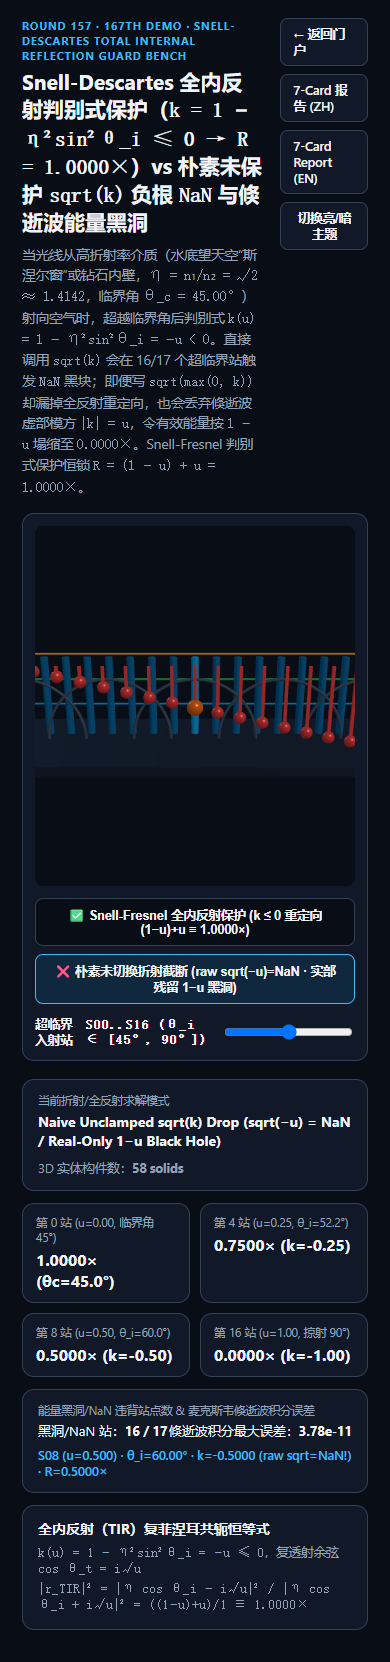 ROUND 157 · 167TH DEMO · SNELL-
DESCARTES TOTAL INTERNAL
REFLECTION GUARD BENCH
Snell-Descartes 全内反
射判别式保护（k = 1 −
η²sin² θ_i ≤ 0 → R
= 1.0000×）vs 朴素未保
护 sqrt(k) 负根 NaN 与倏
逝波能量黑洞
当光线从高折射率介质（水底望天空“斯
涅尔窗”或钻石内壁，η = n₁/n₂ = √2
≈ 1.4142，临界角 θ_c = 45.00°）
射向空气时，超越临界角后判别式 k(u)
= 1 − η²sin²θ_i = −u < 0。直接
调用 sqrt(k) 会在 16/17 个超临界站触
发 NaN 黑块；即便写 sqrt(max(0, k))
却漏掉全反射重定向，也会丢弃倏逝波
虚部模方 |k| = u，令有效能量按 1 −
u 塌缩至 0.0000×。Snell-Fresnel 判别
式保护恒锁 R = (1 − u) + u =
1.0000×。
← 返回门
户
7-Card 报
告 (ZH)
7-Card
Report
(EN)
切换亮/暗
主题
✅ Snell-Fresnel 全内反射保护 (k ≤ 0 重定向
(1−u)+u ≡ 1.0000×)
❌ 朴素未切换折射截断 (raw sqrt(−u)=NaN · 实部
残留 1−u 黑洞)
超临界 S00..S16 (θ_i
入射站 ∈ [45°, 90°])
当前折射/全反射求解模式
Naive Unclamped sqrt(k) Drop (sqrt(−u) = NaN
/ Real-Only 1−u Black Hole)
3D 实体构件数：58 solids
第 0 站 (u=0.00, 临界角
45°)
1.0000×
(θc=45.0°)
第 4 站 (u=0.25, θ_i=52.2°)
0.7500× (k=-0.25)
第 8 站 (u=0.50, θ_i=60.0°)
0.5000× (k=-0.50)
第 16 站 (u=1.00, 掠射 90°)
0.0000× (k=-1.00)
能量黑洞/NaN 违背站点数 & 麦克斯韦倏逝波积分误差
黑洞/NaN 站：16 / 17 倏逝波积分最大误差：3.78e-11
S08 (u=0.500) · θ_i=60.00° · k=-0.5000 (raw sqrt=NaN!)
· R=0.5000×
全内反射（TIR）复菲涅耳共轭恒等式
k(u) = 1 − η²sin²θ_i = −u ≤ 0，复透射余弦
cos θ_t = i√u
|r_TIR|² = |η cos θ_i − i√u|² / |η cos
θ_i + i√u|² = ((1−u)+u)/1 ≡ 1.0000×